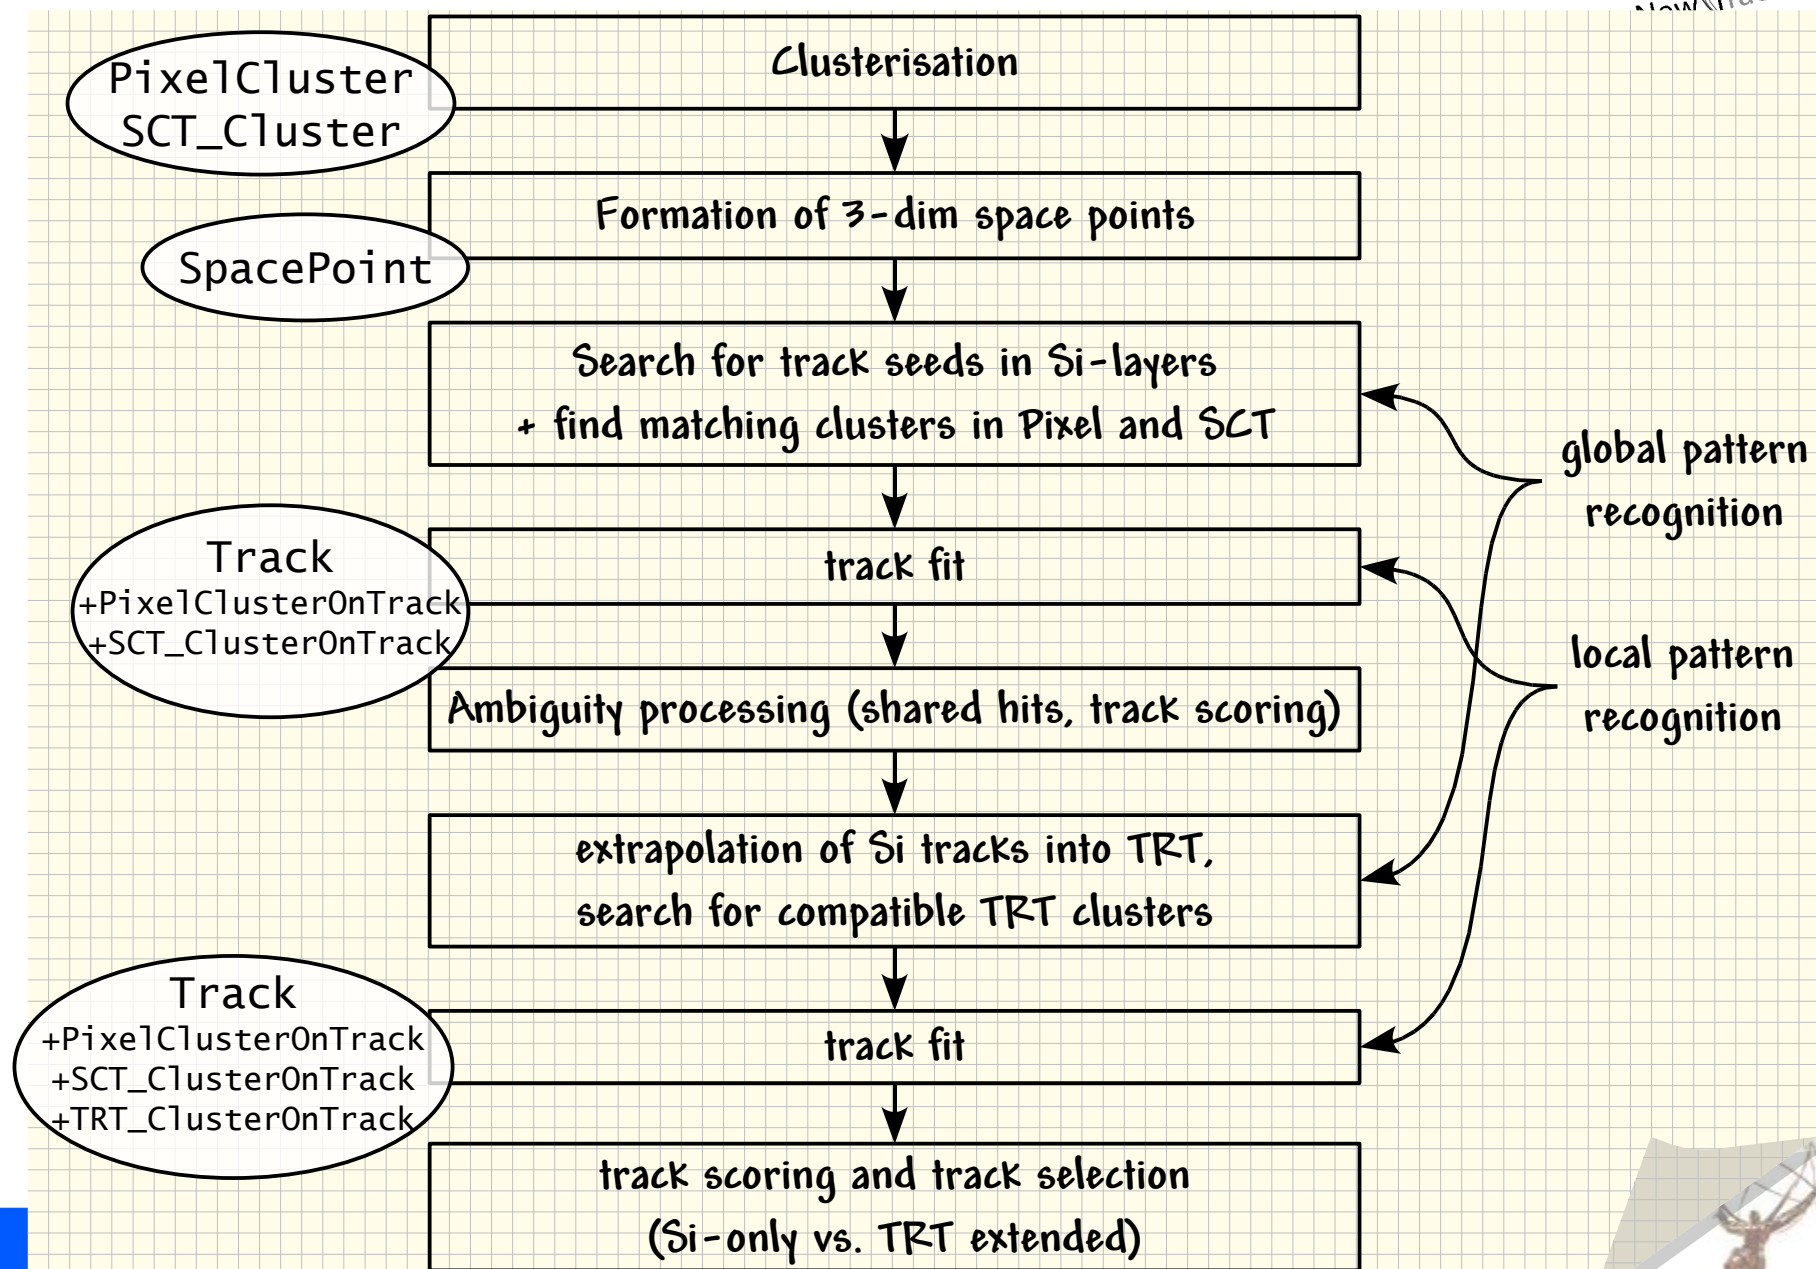 New
Clusterisation
PixelCluster
SCT_Cluster
Formation of 3-dim space points
SpacePoint
Search for track seeds in Si-layers
+ find matching clusters in Pixel and SCT
global pattern
recognition
track fit
Track
+PixelClusterOnTrack
+SCT_ClusterOnTrack
local pattern
recognition
Ambiguity processing (shared hits, track scoring)
extrapolation of Si tracks into TRT,
search for compatible TRT clusters
track fit
Track
+PixelClusterOnTrack
+SCT_ClusterOnTrack
+TRT_ClusterOnTrack
track scoring and track selection
(Si-only vs. TRT extended)